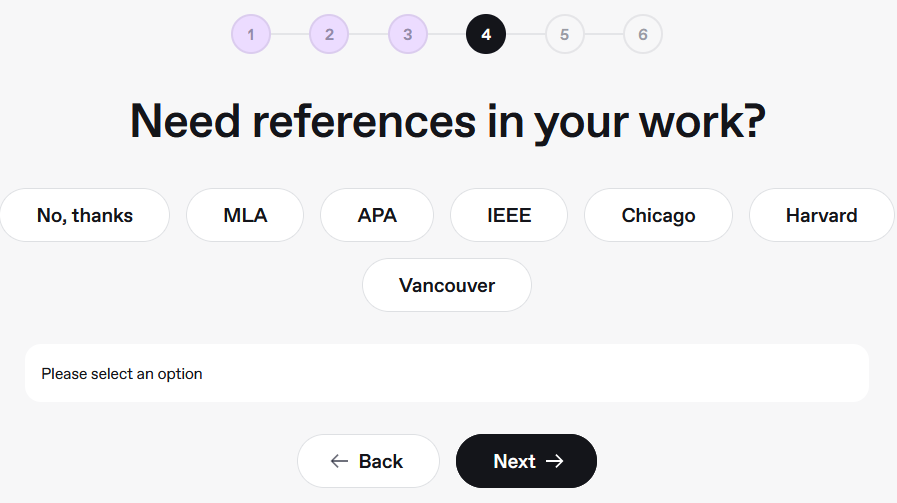 1 2 3 4 5 6
Need references in your work?
No, thanks MLA APA IEEE Chicago Harvard
Vancouver
Please select an option
← Back Next →